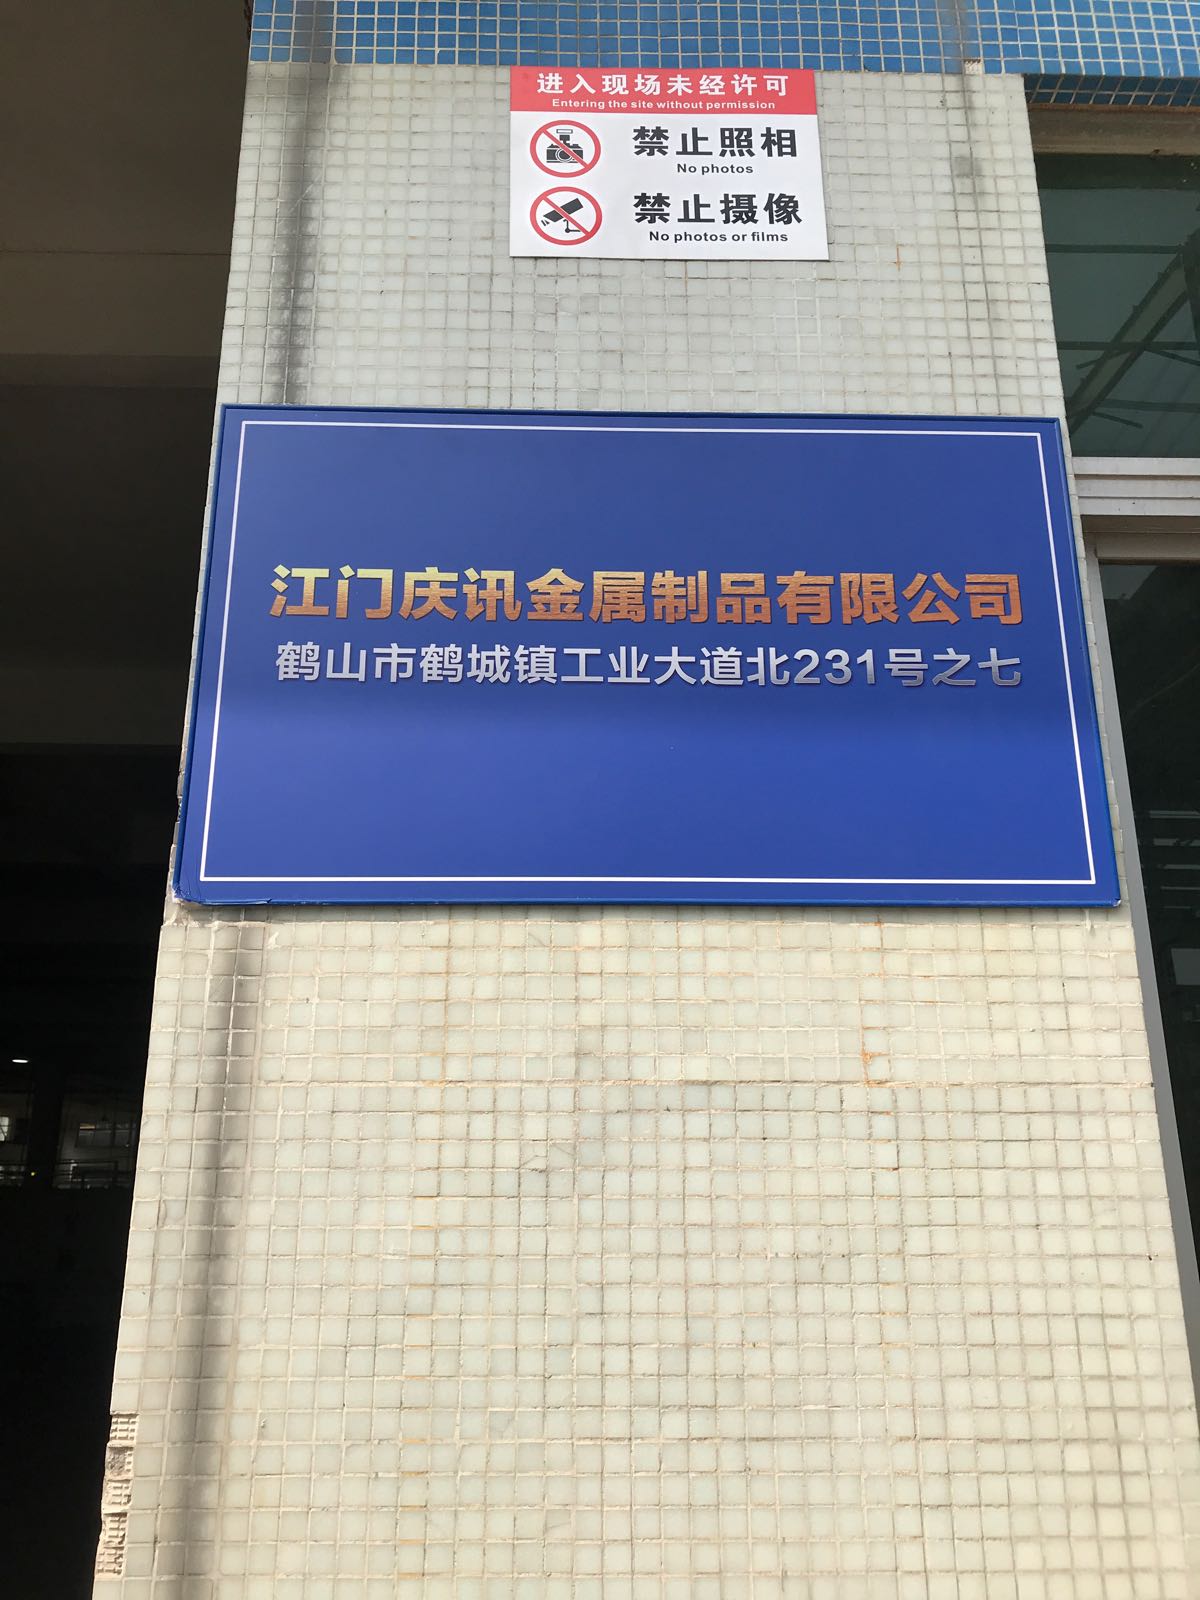 进入现场未经许可
Entering the site without permission
禁止照相
No photos
禁止摄像
No photos or films
江门庆讯金属制品有限公司
鹤山市鹤城镇工业大道北231号之七